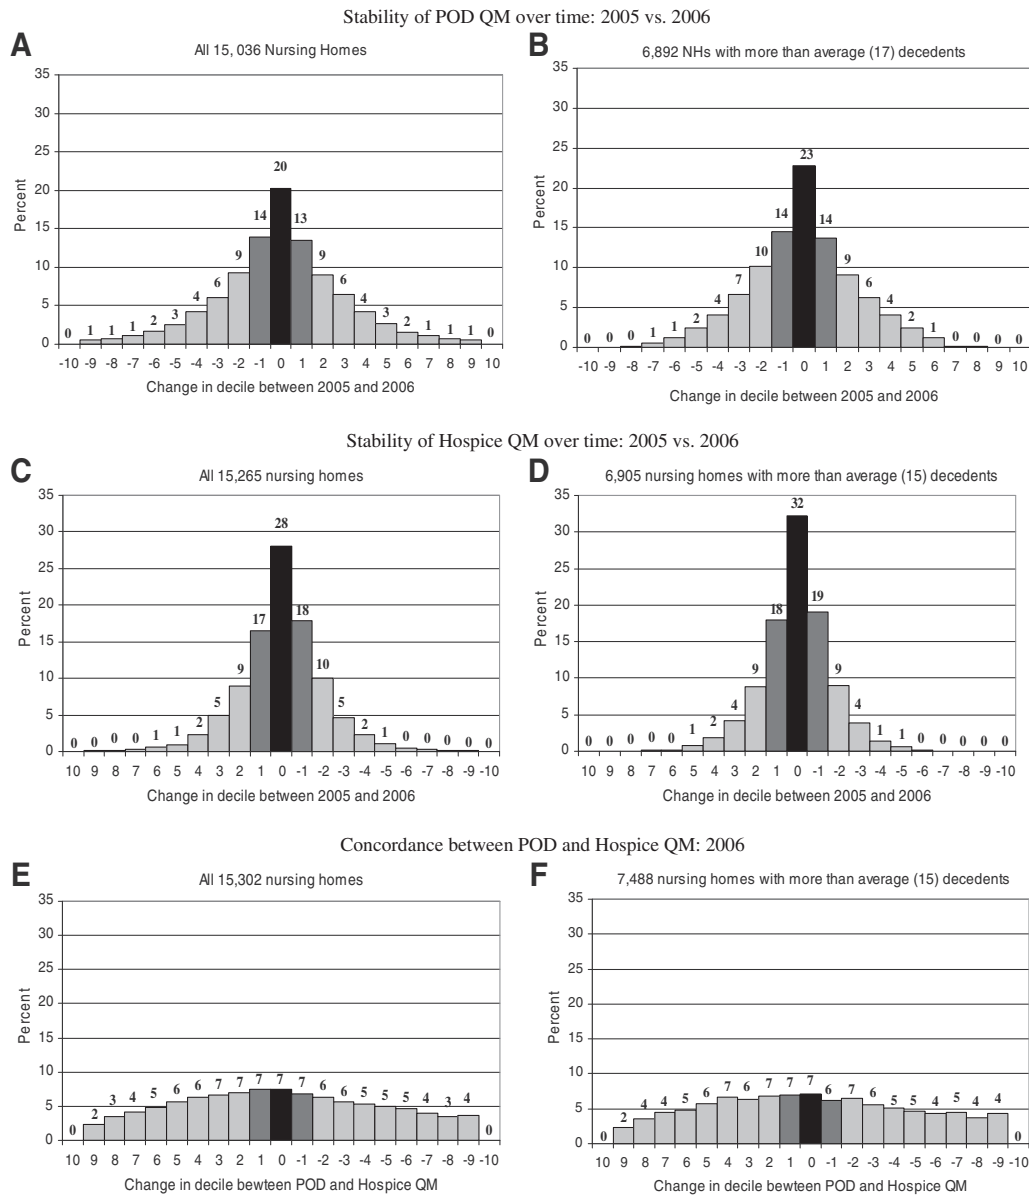 Stability of POD QM over time: 2005 vs. 2006
A
All 15, 036 Nursing Homes
Percent
35
30
25
20
15
10
5
0
0 1 1 1 2 3 4 6 9 14 20 13 9 6 4 3 2 1 1 1 0
-10 -9 -8 -7 -6 -5 -4 -3 -2 -1 0 1 2 3 4 5 6 7 8 9 10
Change in decile between 2005 and 2006
B
6,892 NHs with more than average (17) decedents
Percent
35
30
25
20
15
10
5
0
0 0 0 1 1 2 4 7 10 14 23 14 9 6 4 2 1 0 0 0 0
-10 -9 -8 -7 -6 -5 -4 -3 -2 -1 0 1 2 3 4 5 6 7 8 9 10
Change in decile between 2005 and 2006
Stability of Hospice QM over time: 2005 vs. 2006
C
All 15,265 nursing homes
Percent
35
30
25
20
15
10
5
0
0 0 0 0 1 1 2 5 9 17 28 18 10 5 2 1 0 0 0 0 0
10 9 8 7 6 5 4 3 2 1 0 -1 -2 -3 -4 -5 -6 -7 -8 -9 -10
Change in decile between 2005 and 2006
D
6,905 nursing homes with more than average (15) decedents
Percent
35
30
25
20
15
10
5
0
0 0 0 0 0 1 2 4 9 18 32 19 9 4 1 1 0 0 0 0 0
10 9 8 7 6 5 4 3 2 1 0 -1 -2 -3 -4 -5 -6 -7 -8 -9 -10
Change in decile between 2005 and 2006
Concordance between POD and Hospice QM: 2006
E
All 15,302 nursing homes
Percent
35
30
25
20
15
10
5
0
0 2 3 4 5 6 6 7 7 7 7 7 6 6 5 5 5 4 3 4 0
10 9 8 7 6 5 4 3 2 1 0 -1 -2 -3 -4 -5 -6 -7 -8 -9 -10
Change in decile bewteen POD and Hospice QM
F
7,488 nursing homes with more than average (15) decedents
Percent
35
30
25
20
15
10
5
0
0 2 4 4 5 6 7 6 7 7 7 6 7 6 5 5 4 5 4 4 0
10 9 8 7 6 5 4 3 2 1 0 -1 -2 -3 -4 -5 -6 -7 -8 -9 -10
Change in decile between POD and Hospice QM